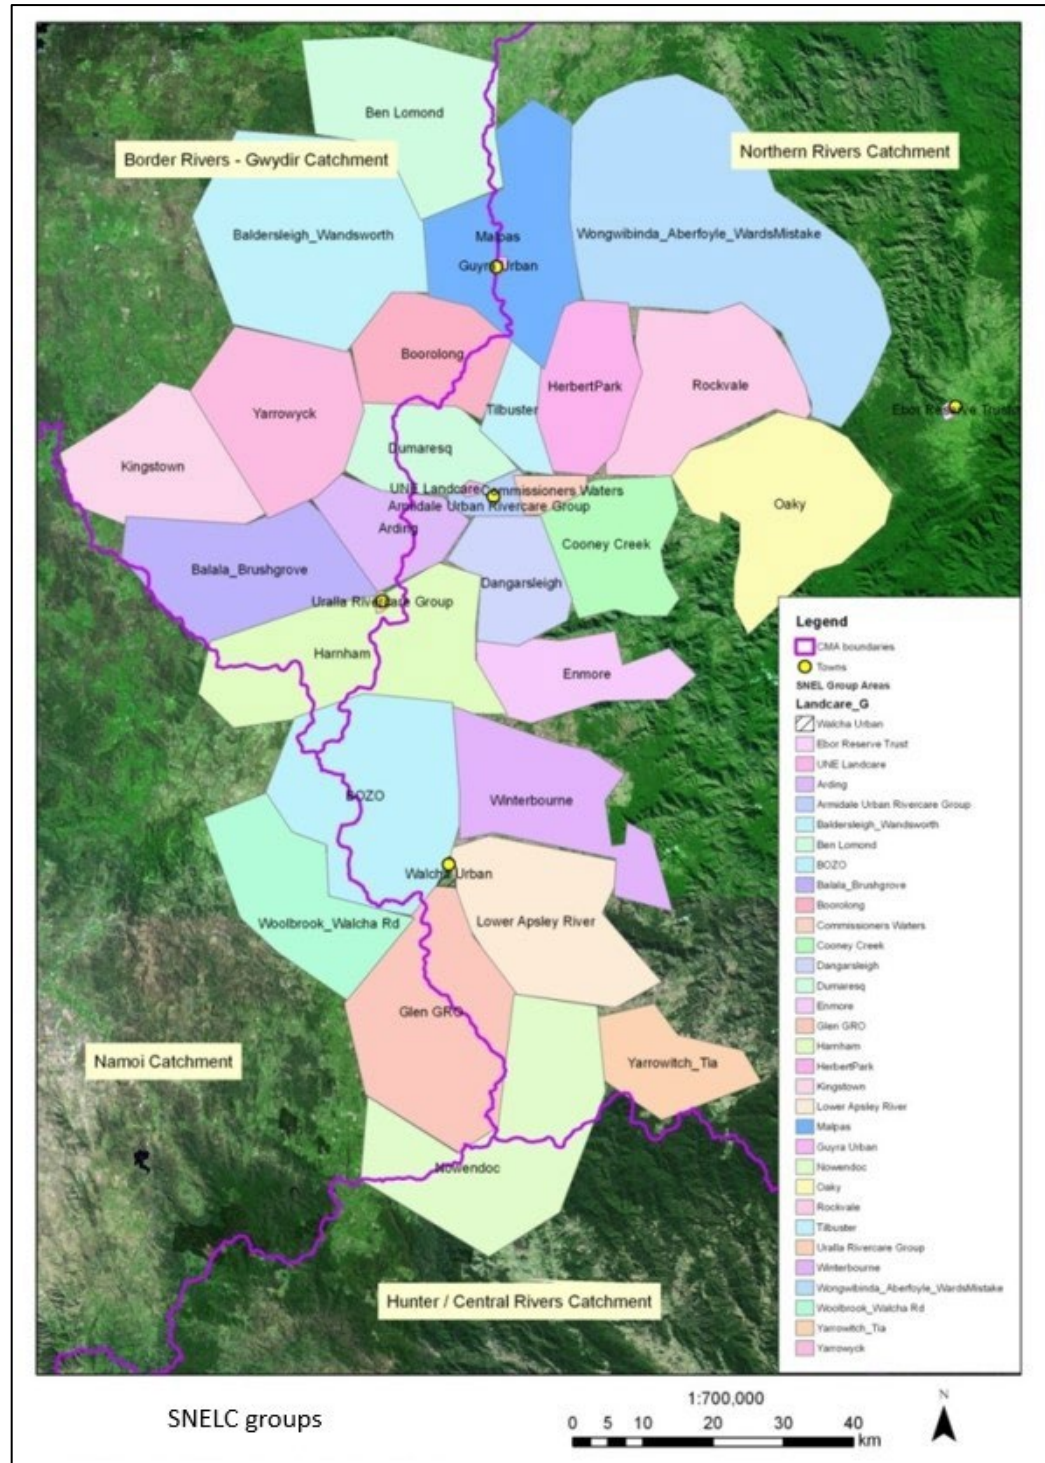 Ben Lomond
Border Rivers - Gwydir Catchment
Northern Rivers Catchment
Baldersleigh_Wandsworth
Malpas
Wongwibinda_Aberfoyle_WardsMistake
Guyra Urban
Boorolong
HerbertPark
Rockvale
Yarrowyck
Tilbuster
Ebor Reserve Trust
Dumaresq
Kingstown
UNE Landcare
Commissioners Waters
Armidale Urban Rivercare Group
Oaky
Arding
Cooney Creek
Balala_Brushgrove
Dangarsleigh
Uralla Rivercare Group
Harnham
Enmore
BOZO
Winterbourne
Walcha Urban
Woolbrook_Walcha Rd
Lower Apsley River
Glen GRO
Namoi Catchment
Yarrowitch_Tia
Nowendoc
Hunter / Central Rivers Catchment
Legend
CMA boundaries
Towns
SNEL Group Areas
Landcare_G
Walcha Urban
Ebor Reserve Trust
UNE Landcare
Arding
Armidale Urban Rivercare Group
Baldersleigh_Wandsworth
Ben Lomond
BOZO
Balala_Brushgrove
Boorolong
Commissioners Waters
Cooney Creek
Dangarsleigh
Dumaresq
Enmore
Glen GRO
Harnham
HerbertPark
Kingstown
Lower Apsley River
Malpas
Guyra Urban
Nowendoc
Oaky
Rockvale
Tilbuster
Uralla Rivercare Group
Winterbourne
Wongwibinda_Aberfoyle_WardsMistake
Woolbrook_Walcha Rd
Yarrowitch_Tia
Yarrowyck
SNELC groups
1:700,000
0 5 10 20 30 40
km
N